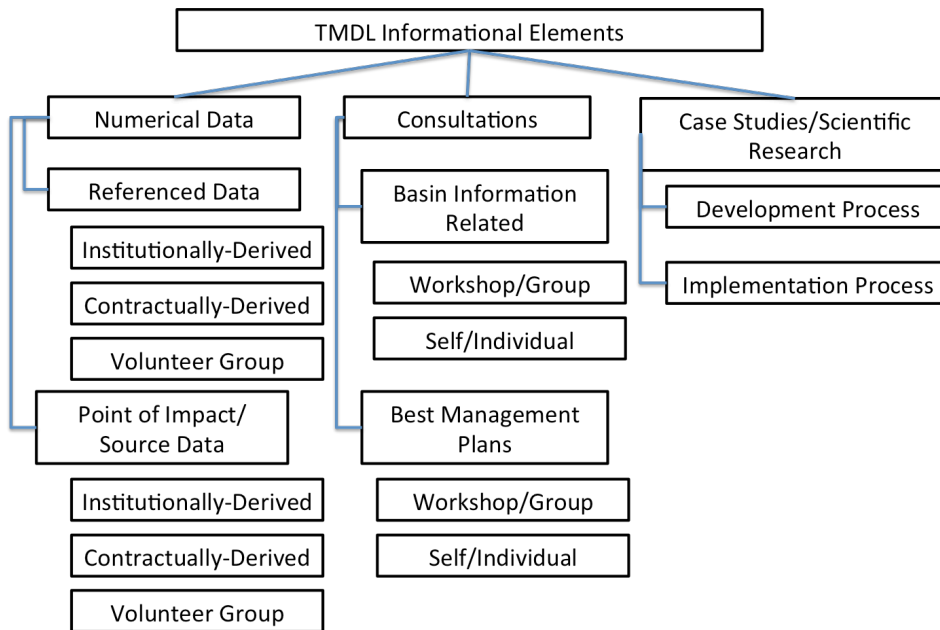 TMDL Informational Elements
Numerical Data
Referenced Data
Institutionally-Derived
Contractually-Derived
Volunteer Group
Point of Impact/
Source Data
Institutionally-Derived
Contractually-Derived
Volunteer Group
Consultations
Basin Information
Related
Workshop/Group
Self/Individual
Best Management
Plans
Workshop/Group
Self/Individual
Case Studies/Scientific
Research
Development Process
Implementation Process